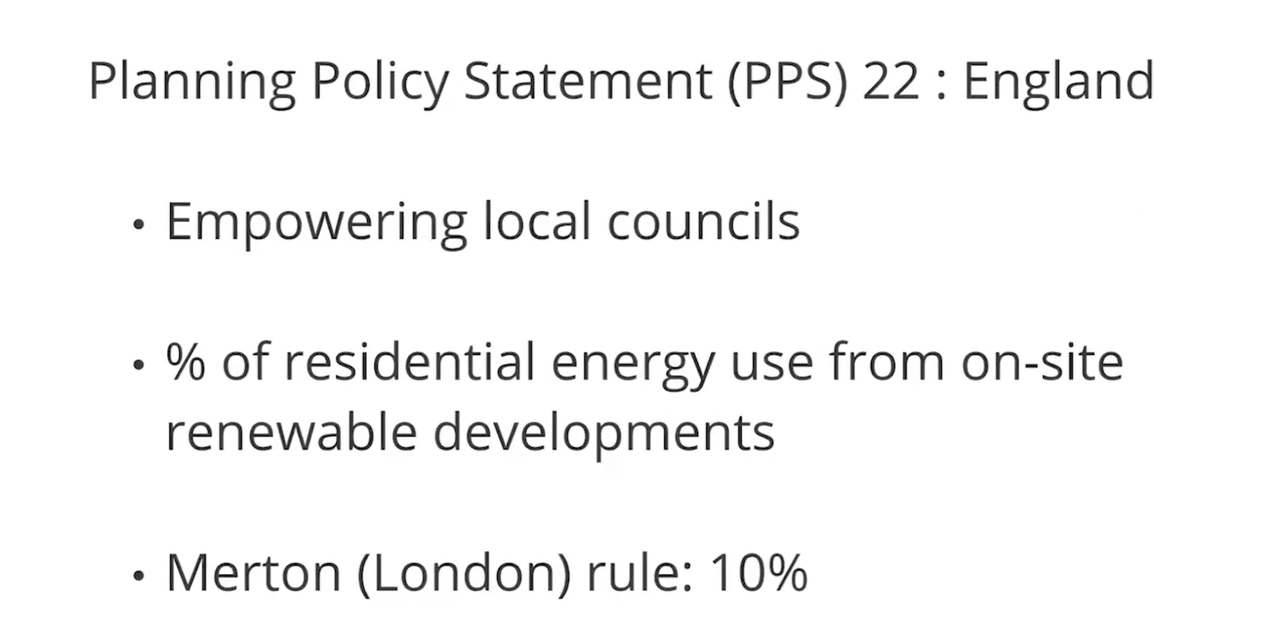 Planning Policy Statement (PPS) 22 : England
• Empowering local councils
• % of residential energy use from on-site
renewable developments
• Merton (London) rule: 10%